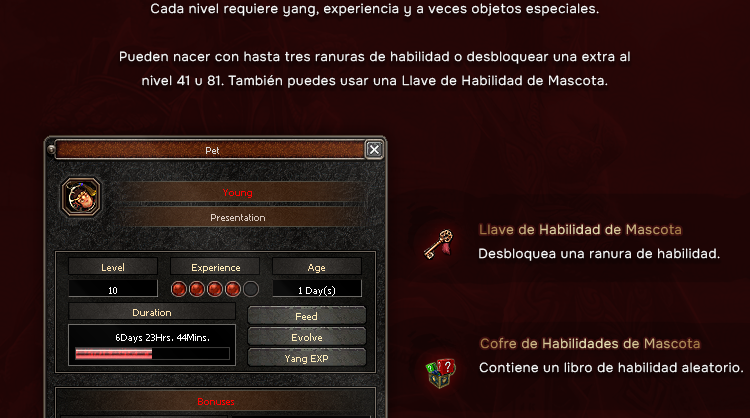 Cada nivel requiere yang, experiencia y a veces objetos especiales.
Pueden nacer con hasta tres ranuras de habilidad o desbloquear una extra al
nivel 41 u 81. También puedes usar una Llave de Habilidad de Mascota.
Pet
Young
Presentation
Level
Experience
Age
10
1 Day(s)
Duration
6Days 23Hrs. 44Mins.
Feed
Evolve
Yang EXP
Bonuses
Llave de Habilidad de Mascota
Desbloquea una ranura de habilidad.
Cofre de Habilidades de Mascota
Contiene un libro de habilidad aleatorio.